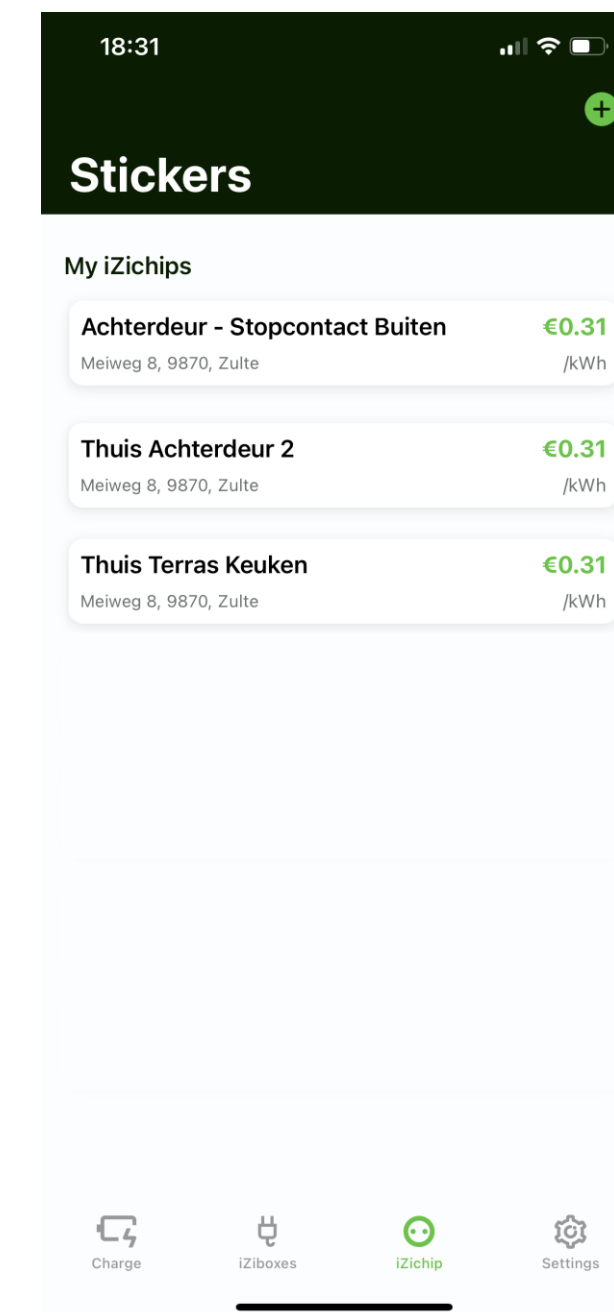 18:31
Stickers
My iZichips
Achterdeur - Stopcontact Buiten €0.31
Meiweg 8, 9870, Zulte /kWh
Thuis Achterdeur 2 €0.31
Meiweg 8, 9870, Zulte /kWh
Thuis Terras Keuken €0.31
Meiweg 8, 9870, Zulte /kWh
Charge iZiboxes iZichip Settings